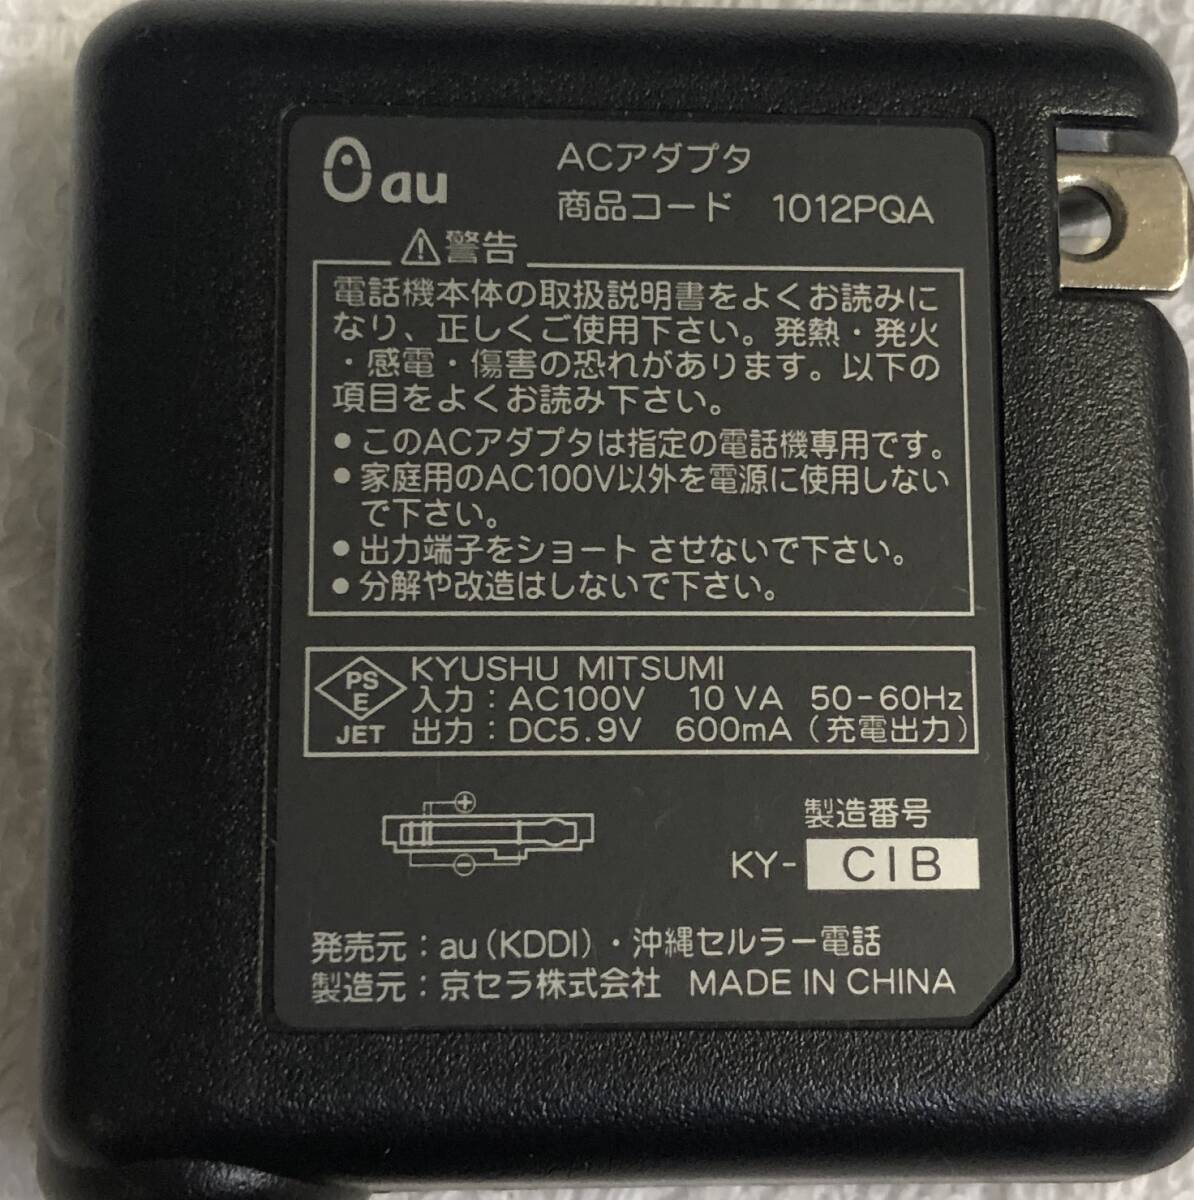 au
ACアダプタ
商品コード 1012PQA
⚠警告
電話機本体の取扱説明書をよくお読みに
なり、正しくご使用下さい。発熱・発火
・感電・傷害の恐れがあります。以下の
項目をよくお読み下さい。
●このACアダプタは指定の電話機専用です。
●家庭用のAC100V以外を電源に使用しない
で下さい。
●出力端子をショート させないで下さい。
●分解や改造はしないで下さい。
PS
E
JET
KYUSHU MITSUMI
入力：AC100V 10 VA 50-60Hz
出力：DC5.9V 600mA（充電出力）
＋
－
製造番号
KY- C1B
発売元：au（KDDI）・沖縄セルラー電話
製造元：京セラ株式会社 MADE IN CHINA